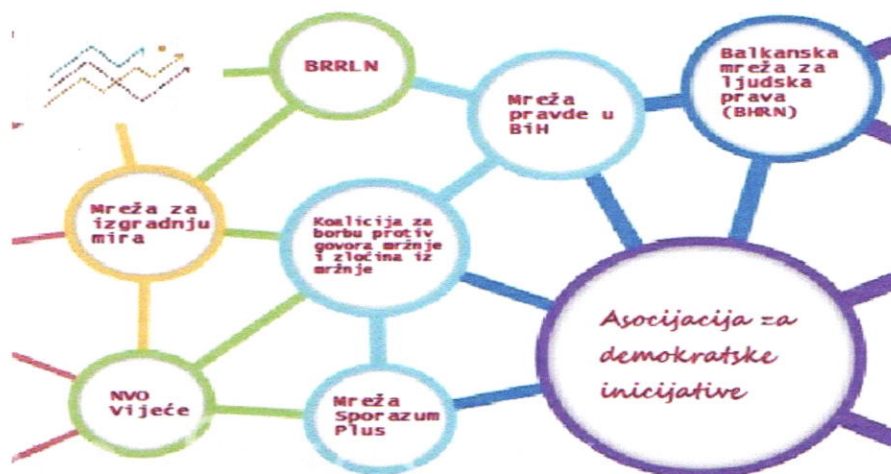 BRRLN
Mreža
pravde u
BiH
Balkanska
mreža za
ljudska
prava
(BHRN)
Mreža za
izgradnju
mira
Koalicija za
borbu protiv
govora mržnje
i zločina iz
mržnje
Asocijacija za
demokratske
inicijative
NVO
Vijeće
Mreža
Sporazum
Plus